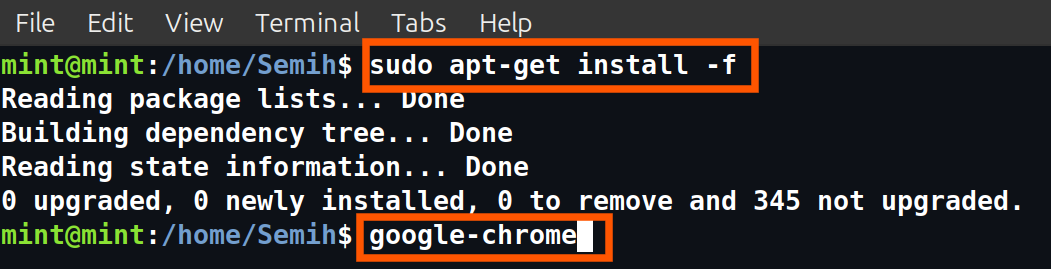 File Edit View Terminal Tabs Help
mint@mint:/home/Semih$ sudo apt-get install -f
Reading package lists... Done
Building dependency tree... Done
Reading state information... Done
0 upgraded, 0 newly installed, 0 to remove and 345 not upgraded.
mint@mint:/home/Semih$ google-chrome